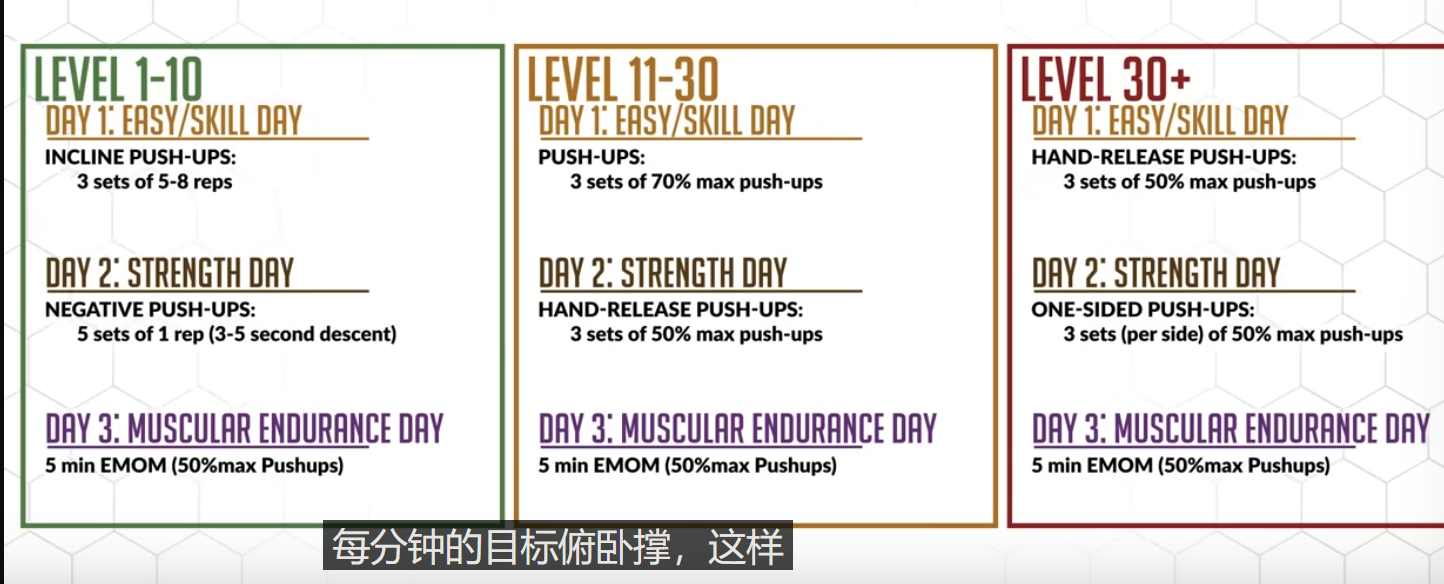 LEVEL 1-10
DAY 1: EASY/SKILL DAY
INCLINE PUSH-UPS:
3 sets of 5-8 reps
DAY 2: STRENGTH DAY
NEGATIVE PUSH-UPS:
5 sets of 1 rep (3-5 second descent)
DAY 3: MUSCULAR ENDURANCE DAY
5 min EMOM (50%max Pushups)
LEVEL 11-30
DAY 1: EASY/SKILL DAY
PUSH-UPS:
3 sets of 70% max push-ups
DAY 2: STRENGTH DAY
HAND-RELEASE PUSH-UPS:
3 sets of 50% max push-ups
DAY 3: MUSCULAR ENDURANCE DAY
5 min EMOM (50%max Pushups)
LEVEL 30+
DAY 1: EASY/SKILL DAY
HAND-RELEASE PUSH-UPS:
3 sets of 50% max push-ups
DAY 2: STRENGTH DAY
ONE-SIDED PUSH-UPS:
3 sets (per side) of 50% max push-ups
DAY 3: MUSCULAR ENDURANCE DAY
5 min EMOM (50%max Pushups)
每分钟的目标俯卧撑，这样